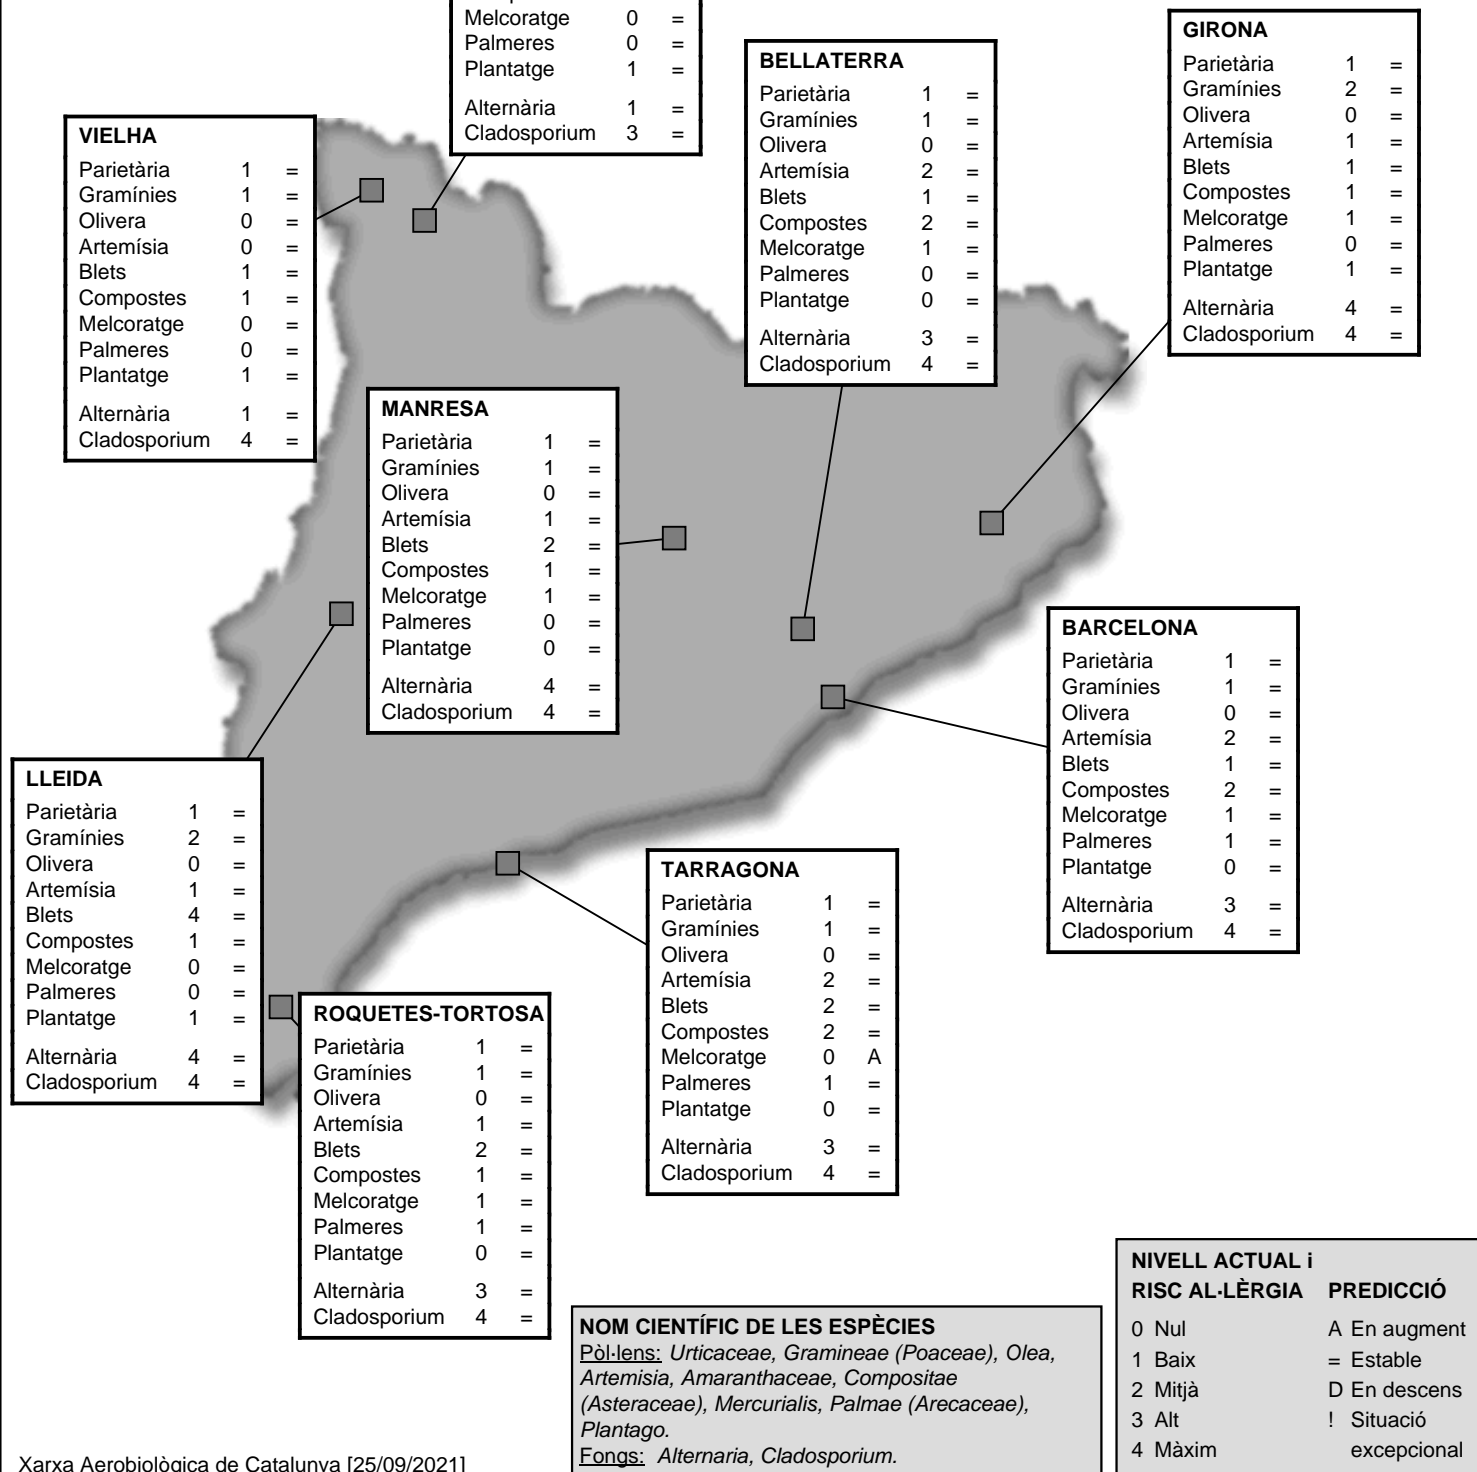 Melcoratge 0 =
Palmeres 0 =
Plantatge 1 =
Alternària 1 =
Cladosporium 3 =
VIELHA
Parietària 1 =
Gramínies 1 =
Olivera 0 =
Artemísia 0 =
Blets 1 =
Compostes 1 =
Melcoratge 0 =
Palmeres 0 =
Plantatge 1 =
Alternària 1 =
Cladosporium 4 =
BELLATERRA
Parietària 1 =
Gramínies 1 =
Olivera 0 =
Artemísia 2 =
Blets 1 =
Compostes 2 =
Melcoratge 1 =
Palmeres 0 =
Plantatge 0 =
Alternària 3 =
Cladosporium 4 =
GIRONA
Parietària 1 =
Gramínies 2 =
Olivera 0 =
Artemísia 1 =
Blets 1 =
Compostes 1 =
Melcoratge 1 =
Palmeres 0 =
Plantatge 1 =
Alternària 4 =
Cladosporium 4 =
MANRESA
Parietària 1 =
Gramínies 1 =
Olivera 0 =
Artemísia 1 =
Blets 2 =
Compostes 1 =
Melcoratge 1 =
Palmeres 0 =
Plantatge 0 =
Alternària 4 =
Cladosporium 4 =
BARCELONA
Parietària 1 =
Gramínies 1 =
Olivera 0 =
Artemísia 2 =
Blets 1 =
Compostes 2 =
Melcoratge 1 =
Palmeres 1 =
Plantatge 0 =
Alternària 3 =
Cladosporium 4 =
LLEIDA
Parietària 1 =
Gramínies 2 =
Olivera 0 =
Artemísia 1 =
Blets 4 =
Compostes 1 =
Melcoratge 0 =
Palmeres 0 =
Plantatge 1 =
Alternària 4 =
Cladosporium 4 =
TARRAGONA
Parietària 1 =
Gramínies 1 =
Olivera 0 =
Artemísia 2 =
Blets 2 =
Compostes 2 =
Melcoratge 0 A
Palmeres 1 =
Plantatge 0 =
Alternària 3 =
Cladosporium 4 =
ROQUETES-TORTOSA
Parietària 1 =
Gramínies 1 =
Olivera 0 =
Artemísia 1 =
Blets 2 =
Compostes 1 =
Melcoratge 1 =
Palmeres 1 =
Plantatge 0 =
Alternària 3 =
Cladosporium 4 =
NOM CIENTÍFIC DE LES ESPÈCIES
Pòl·lens: Urticaceae, Gramineae (Poaceae), Olea,
Artemisia, Amaranthaceae, Compositae
(Asteraceae), Mercurialis, Palmae (Arecaceae),
Plantago.
Fongs: Alternaria, Cladosporium.
NIVELL ACTUAL i
RISC AL·LÈRGIA PREDICCIÓ
0 Nul A En augment
1 Baix = Estable
2 Mitjà D En descens
3 Alt ! Situació
4 Màxim excepcional
Xarxa Aerobiològica de Catalunya [25/09/2021]